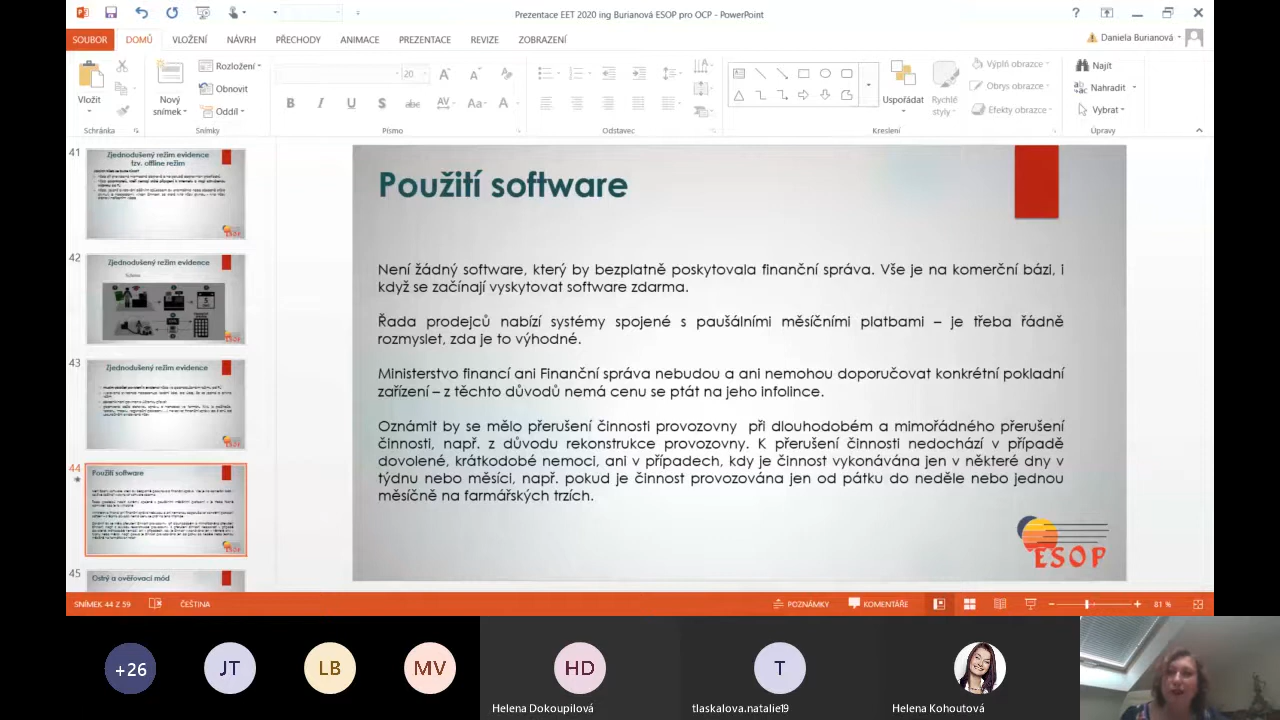 Prezentace EET 2020 ing Burianová ESOP pro OCP - PowerPoint
SOUBOR DOMŮ VLOŽENÍ NÁVRH PŘECHODY ANIMACE PREZENTACE REVIZE ZOBRAZENÍ
Daniela Burianová
Vložit
Nový snímek
Rozložení
Obnovit
Oddíl
20
Uspořádat
Rychlé styly
Výplň obrazce
Obrys obrazce
Efekty obrazce
Najít
Nahradit
Vybrat
Schránka Snímky Písmo Odstavec Kreslení Úpravy
41
Zjednodušený režim evidence
tzv. offline režim
ESOP
42
Zjednodušený režim evidence
ESOP
43
Zjednodušený režim evidence
44
Použití software
ESOP
45
Ostrý a ověřovací mód
Použití software
Není žádný software, který by bezplatně poskytovala finanční správa. Vše je na komerční bázi, i
když se začínají vyskytovat software zdarma.
Řada prodejců nabízí systémy spojené s paušálními měsíčními platbami – je třeba řádně
rozmyslet, zda je to výhodné.
Ministerstvo financí ani Finanční správa nebudou a ani nemohou doporučovat konkrétní pokladní
zařízení – z těchto důvodů nemá cenu se ptát na jeho infolince.
Oznámit by se mělo přerušení činnosti provozovny při dlouhodobém a mimořádného přerušení
činnosti, např. z důvodu rekonstrukce provozovny. K přerušení činnosti nedochází v případě
dovolené, krátkodobé nemoci, ani v případech, kdy je činnost vykonávána jen v některé dny v
týdnu nebo měsíci, např. pokud je činnost provozována jen od pátku do neděle nebo jednou
měsíčně na farmářských trzích.
ESOP
SNÍMEK 44 Z 59 ČEŠTINA POZNÁMKY KOMENTÁŘE 81 %
+26 JT LB MV HD T
Helena Dokoupilová tlaskalova.natalie19 Helena Kohoutová